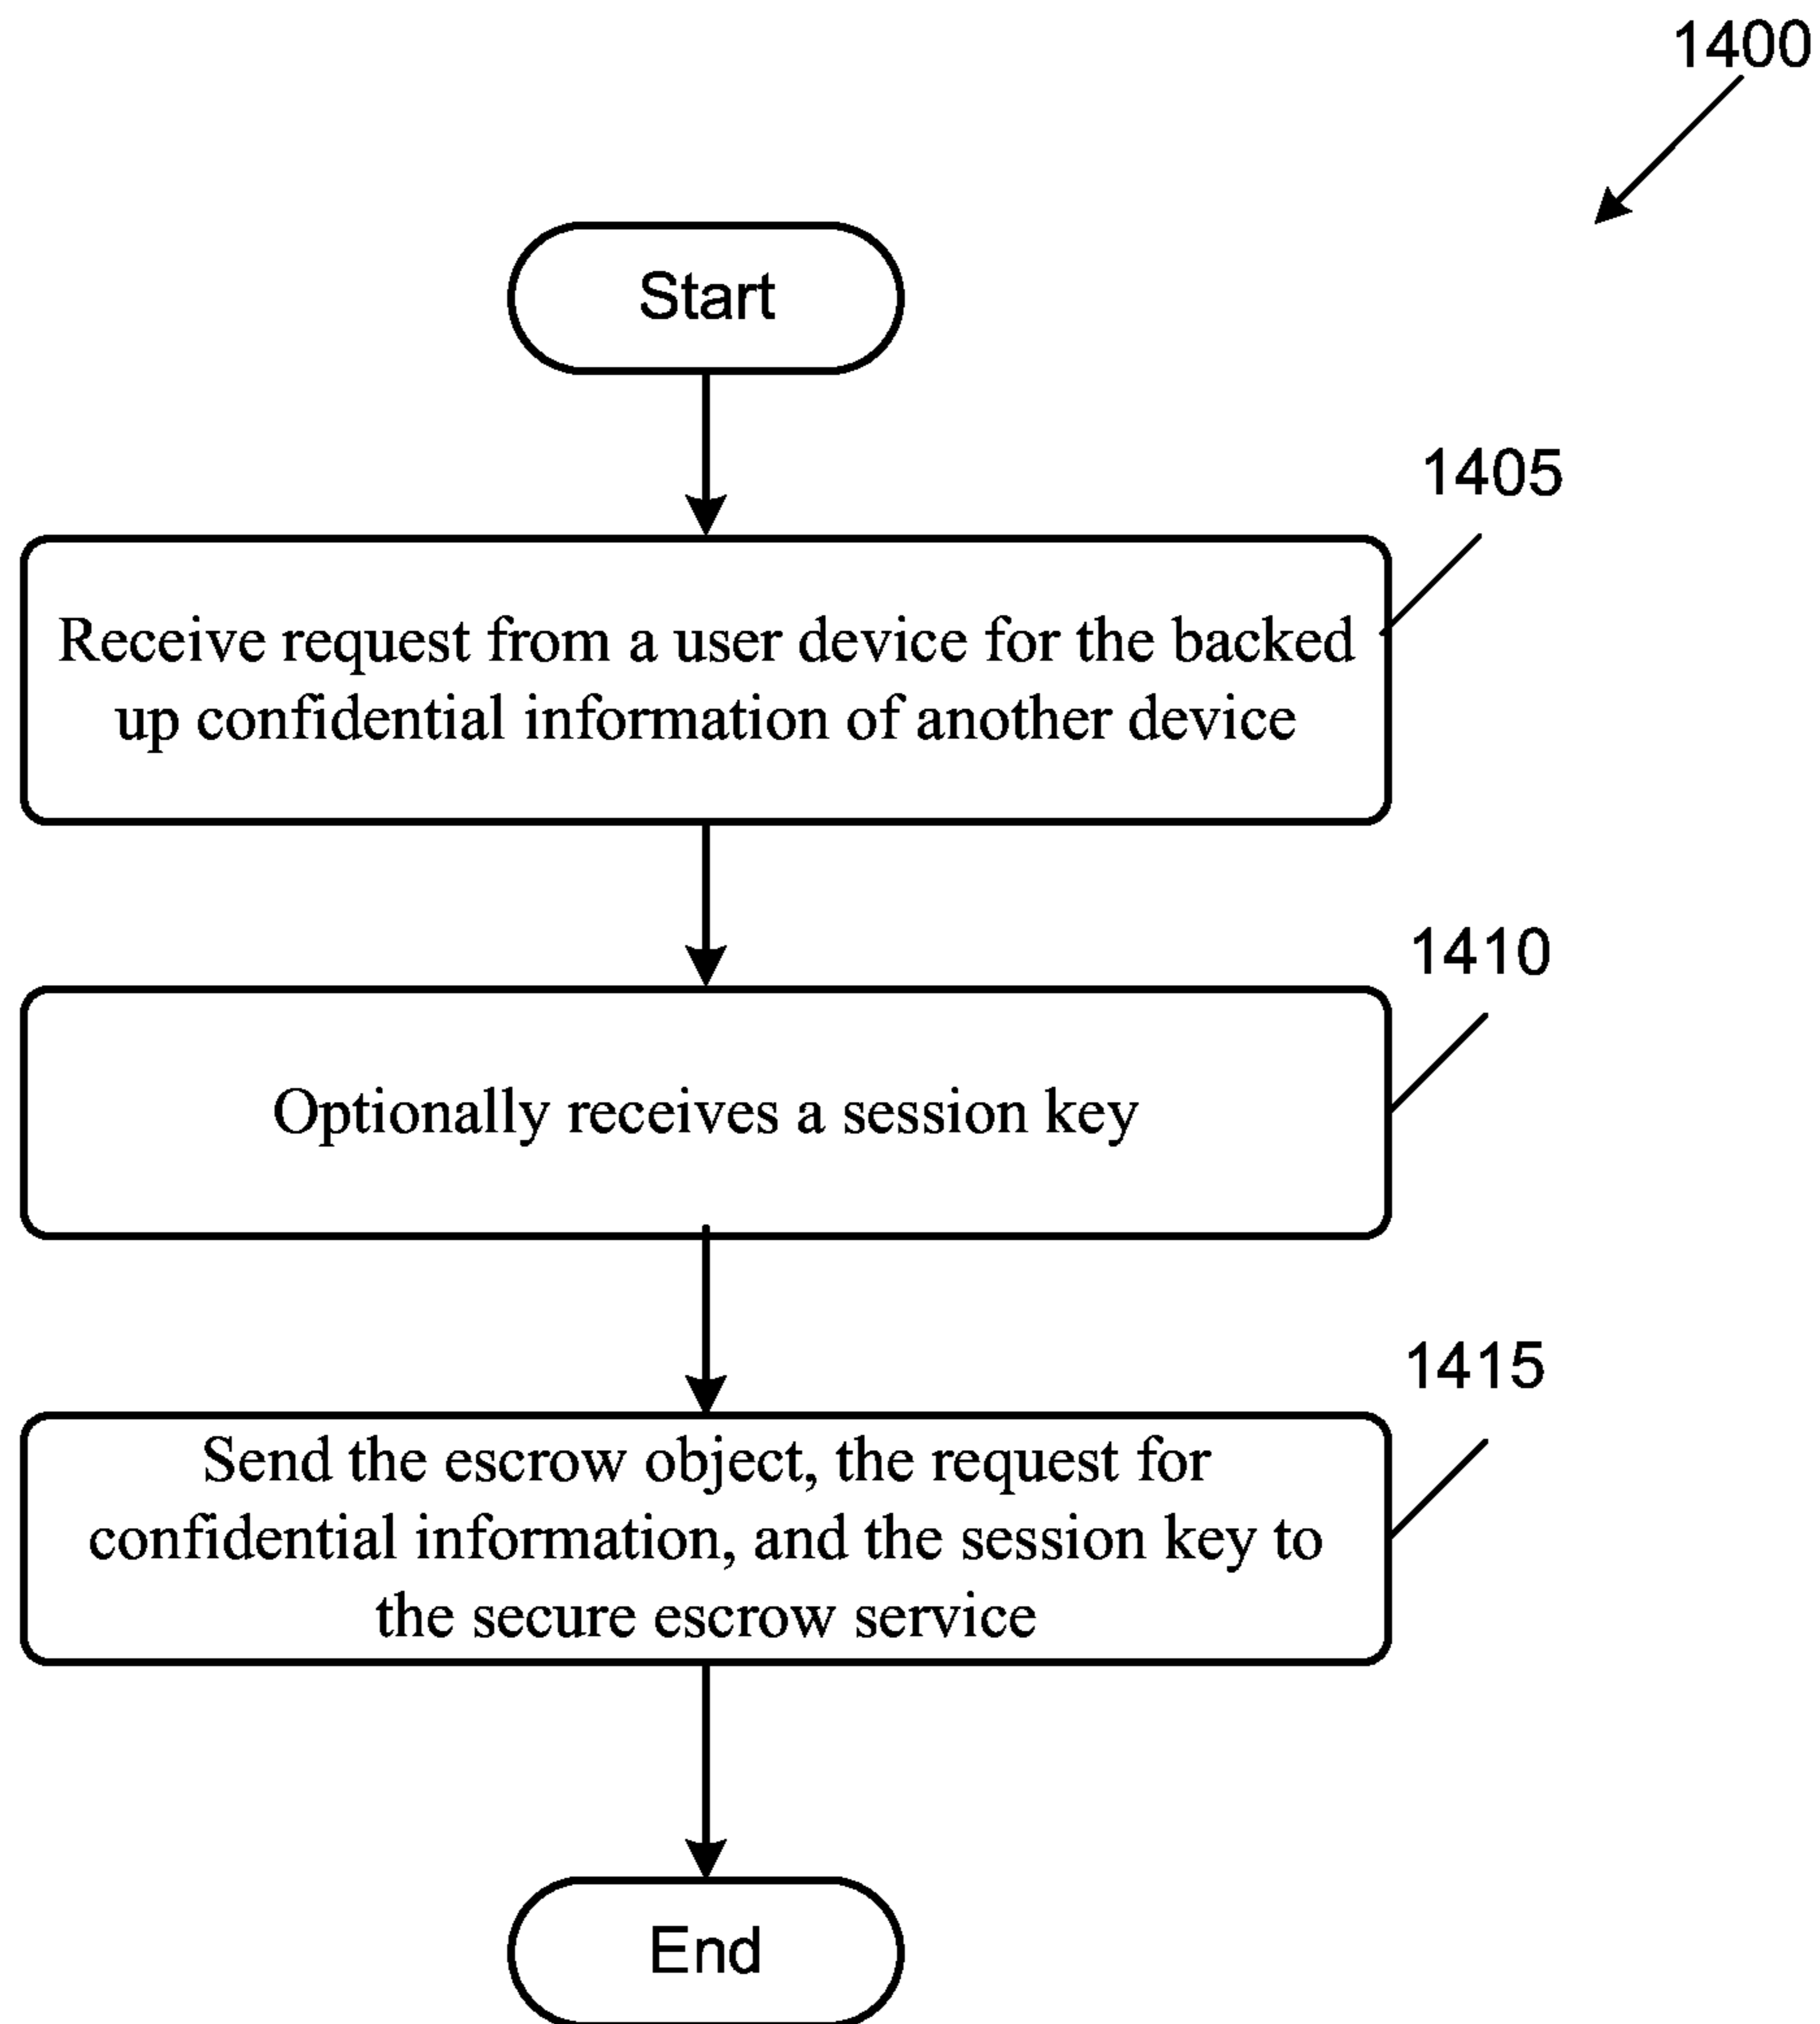 1400
Start
1405
Receive request from a user device for the backed
up confidential information of another device
1410
Optionally receives a session key
1415
Send the escrow object, the request for
confidential information, and the session key to
the secure escrow service
End